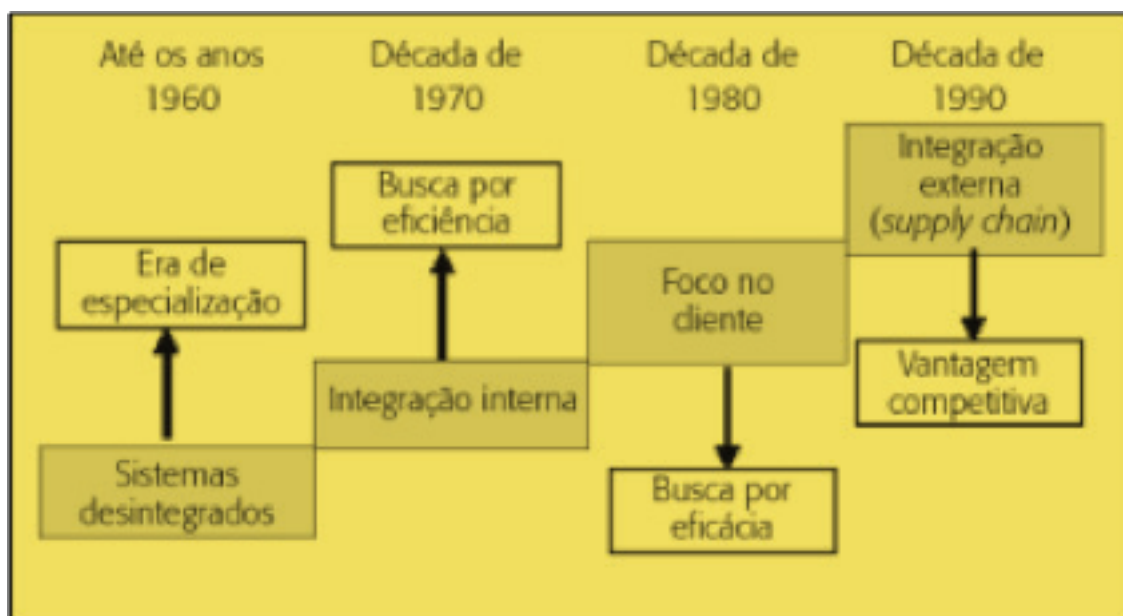 Até os anos
1960
Década de
1970
Década de
1980
Década de
1990
Era de
especialização
Sistemas
desintegrados
Busca por
eficiência
Integração interna
Foco no
cliente
Busca por
eficácia
Integração
externa
(supply chain)
Vantagem
competitiva